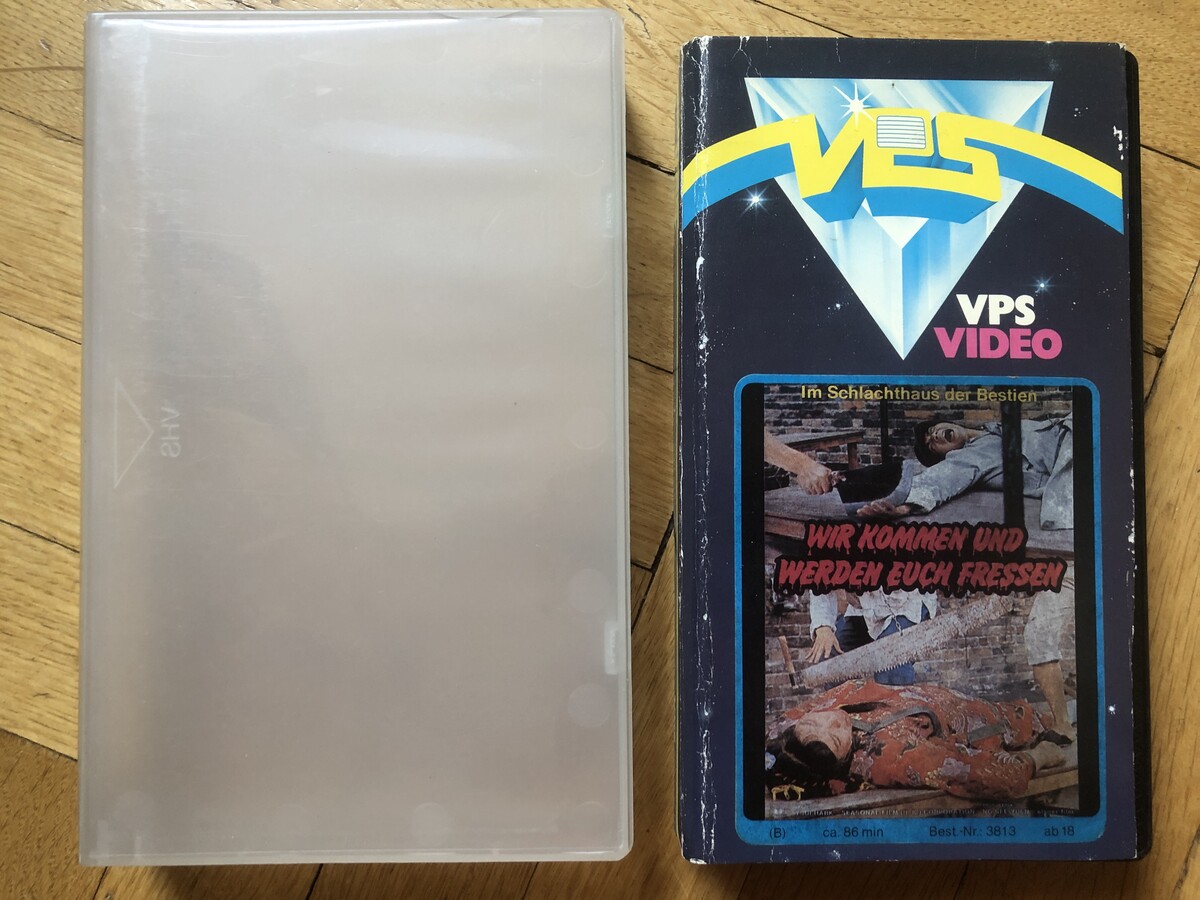 VHS
VPS
VPS
VIDEO
Im Schlachthaus der Bestien
WIR KOMMEN UND
WERDEN EUCH FRESSEN
(B) ca. 86 min Best.-Nr.: 3813 ab 18